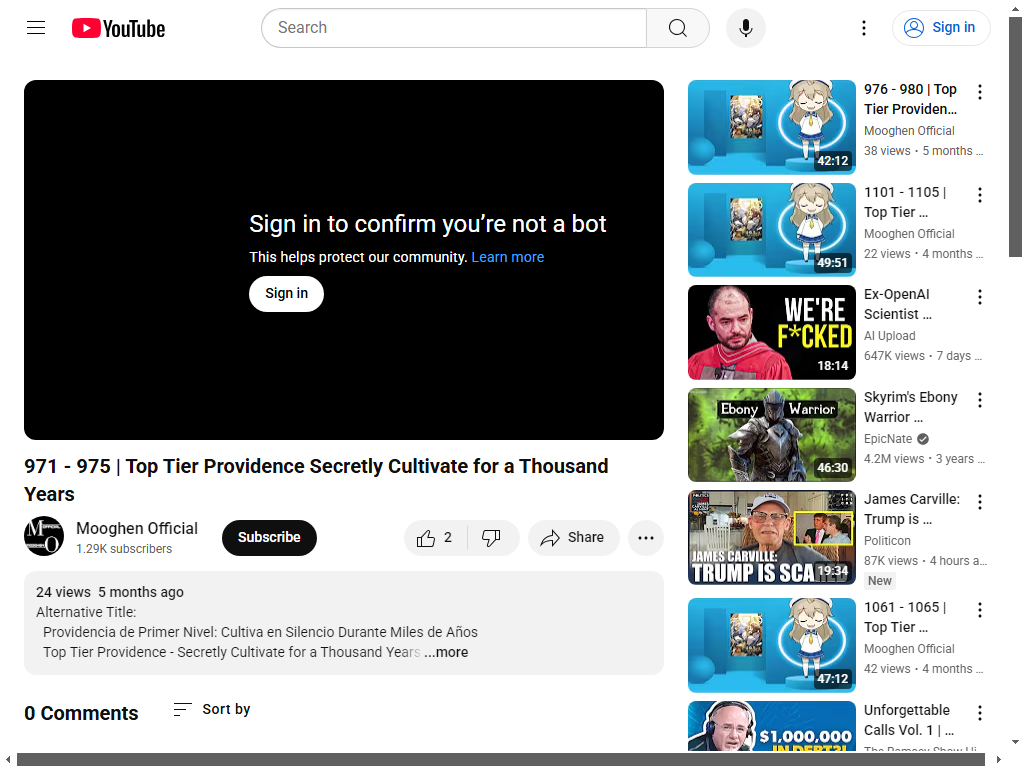 YouTube
Search
Sign in
Sign in to confirm you’re not a bot
This helps protect our community. Learn more
Sign in
971 - 975 | Top Tier Providence Secretly Cultivate for a Thousand
Years
Mooghen Official
1.29K subscribers
Subscribe
2
Share
24 views 5 months ago
Alternative Title:
Providencia de Primer Nivel: Cultiva en Silencio Durante Miles de Años
Top Tier Providence - Secretly Cultivate for a Thousand Years ...more
0 Comments
Sort by
42:12
976 - 980 | Top
Tier Providen...
Mooghen Official
38 views • 5 months ...
49:51
1101 - 1105 |
Top Tier ...
Mooghen Official
22 views • 4 months ...
WE'RE
F*CKED
18:14
Ex-OpenAI
Scientist ...
AI Upload
647K views • 7 days ...
Ebony Warrior
46:30
Skyrim's Ebony
Warrior ...
EpicNate
4.2M views • 3 years ...
JAMES CARVILLE:
TRUMP IS
19:34
James Carville:
Trump is ...
Politicon
87K views • 4 hours a...
New
47:12
1061 - 1065 |
Top Tier ...
Mooghen Official
42 views • 4 months ...
$1,000,000
IN DEBT?!
Unforgettable
Calls Vol. 1 | ...
The Ramsey Show Hi...